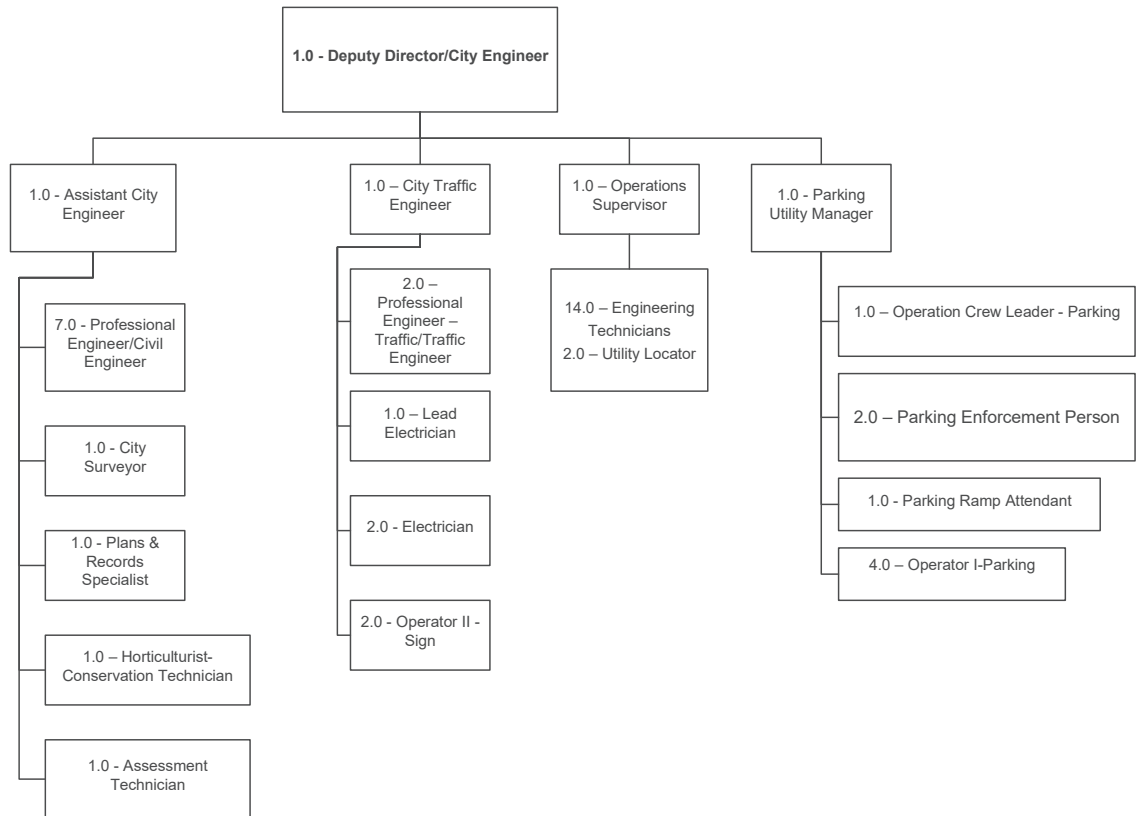 1.0 - Deputy Director/City Engineer
1.0 - Assistant City
Engineer
1.0 – City Traffic
Engineer
1.0 – Operations
Supervisor
1.0 - Parking
Utility Manager
7.0 - Professional
Engineer/Civil
Engineer
1.0 - City
Surveyor
1.0 - Plans &
Records
Specialist
1.0 – Horticulturist-
Conservation Technician
1.0 - Assessment
Technician
2.0 –
Professional
Engineer –
Traffic/Traffic
Engineer
1.0 – Lead
Electrician
2.0 - Electrician
2.0 - Operator II -
Sign
14.0 – Engineering
Technicians
2.0 – Utility Locator
1.0 – Operation Crew Leader - Parking
2.0 – Parking Enforcement Person
1.0 - Parking Ramp Attendant
4.0 – Operator I-Parking